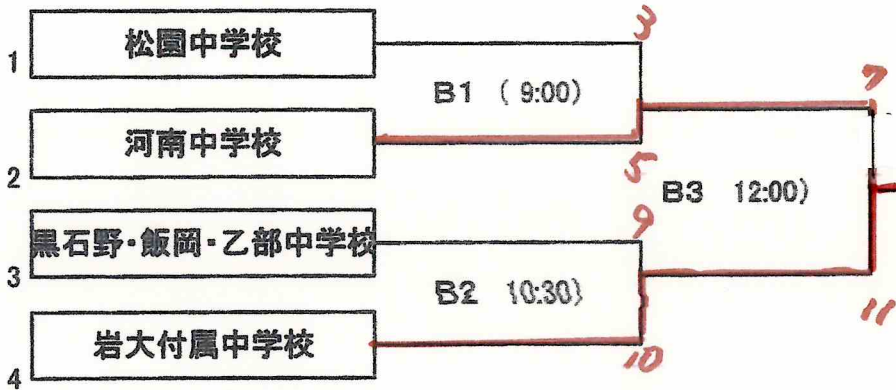 松園中学校
3
1
B1 ( 9:00)
7
河南中学校
2
5
B3 12:00)
9
黒石野・飯岡・乙部中学校
3
B2 10:30)
11
岩大付属中学校
10
4